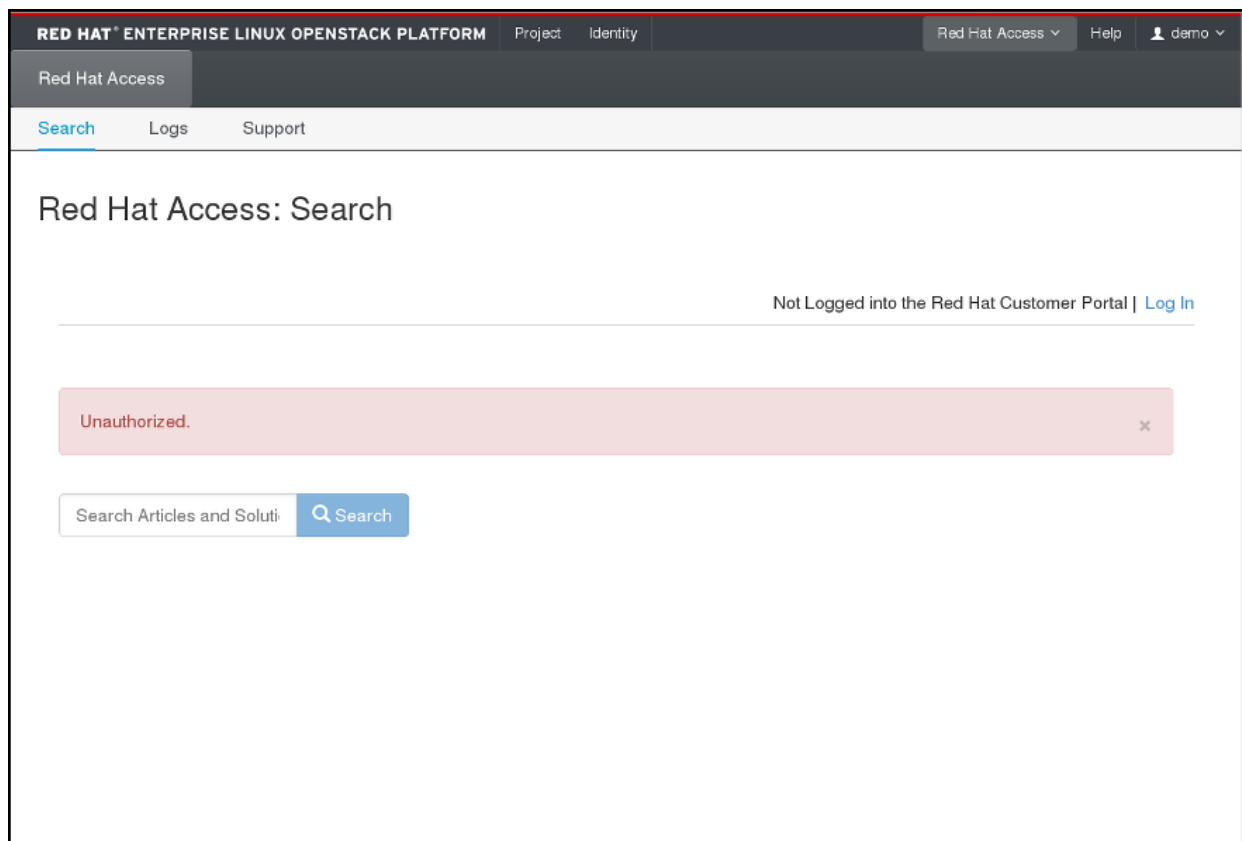 RED HAT® ENTERPRISE LINUX OPENSTACK PLATFORM Project Identity Red Hat Access Help demo
Red Hat Access
Search Logs Support
Red Hat Access: Search
Not Logged into the Red Hat Customer Portal | Log In
Unauthorized. ×
Search Articles and Soluti Search